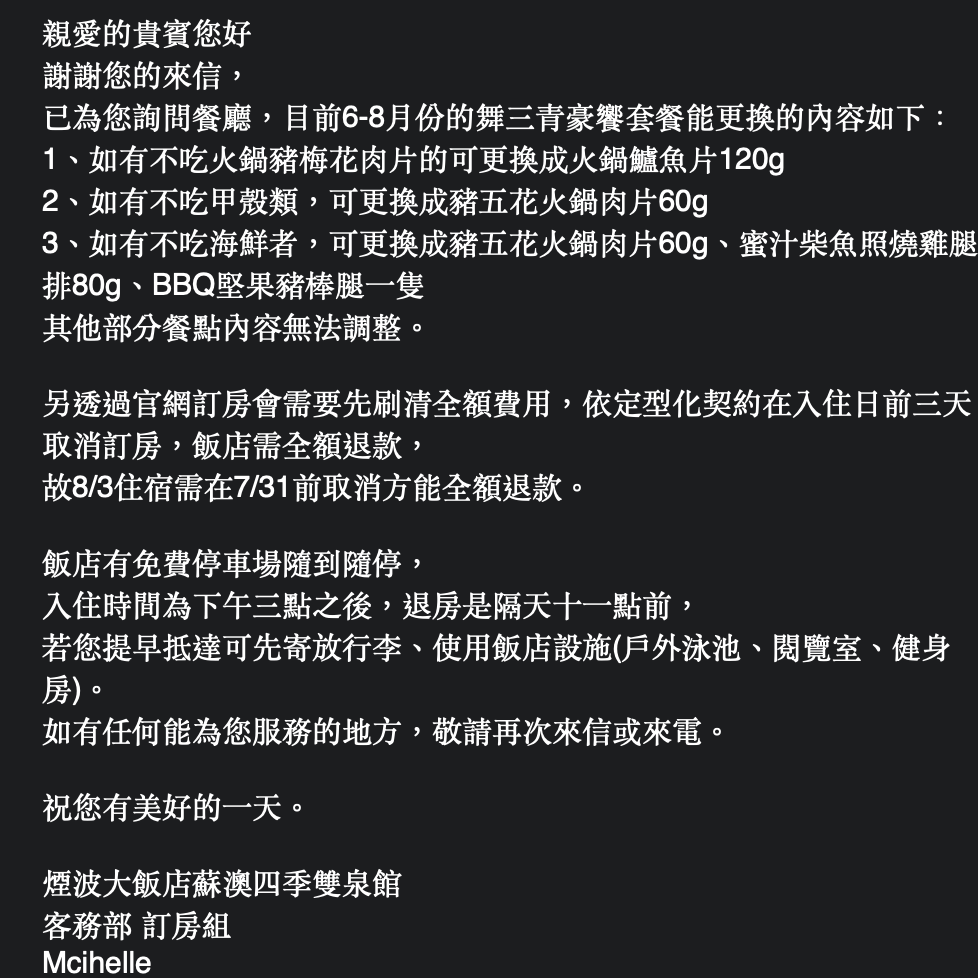 親愛的貴賓您好
謝謝您的來信，
已為您詢問餐廳，目前6-8月份的舞三青豪饗套餐能更換的內容如下：
1、如有不吃火鍋豬梅花肉片的可更換成火鍋鱸魚片120g
2、如有不吃甲殼類，可更換成豬五花火鍋肉片60g
3、如有不吃海鮮者，可更換成豬五花火鍋肉片60g、蜜汁柴魚照燒雞腿
排80g、BBQ堅果豬棒腿一隻
其他部分餐點內容無法調整。
另透過官網訂房會需要先刷清全額費用，依定型化契約在入住日前三天
取消訂房，飯店需全額退款，
故8/3住宿需在7/31前取消方能全額退款。
飯店有免費停車場隨到隨停，
入住時間為下午三點之後，退房是隔天十一點前，
若您提早抵達可先寄放行李、使用飯店設施(戶外泳池、閱覽室、健身
房)。
如有任何能為您服務的地方，敬請再次來信或來電。
祝您有美好的一天。
煙波大飯店蘇澳四季雙泉館
客務部 訂房組
Mcihelle